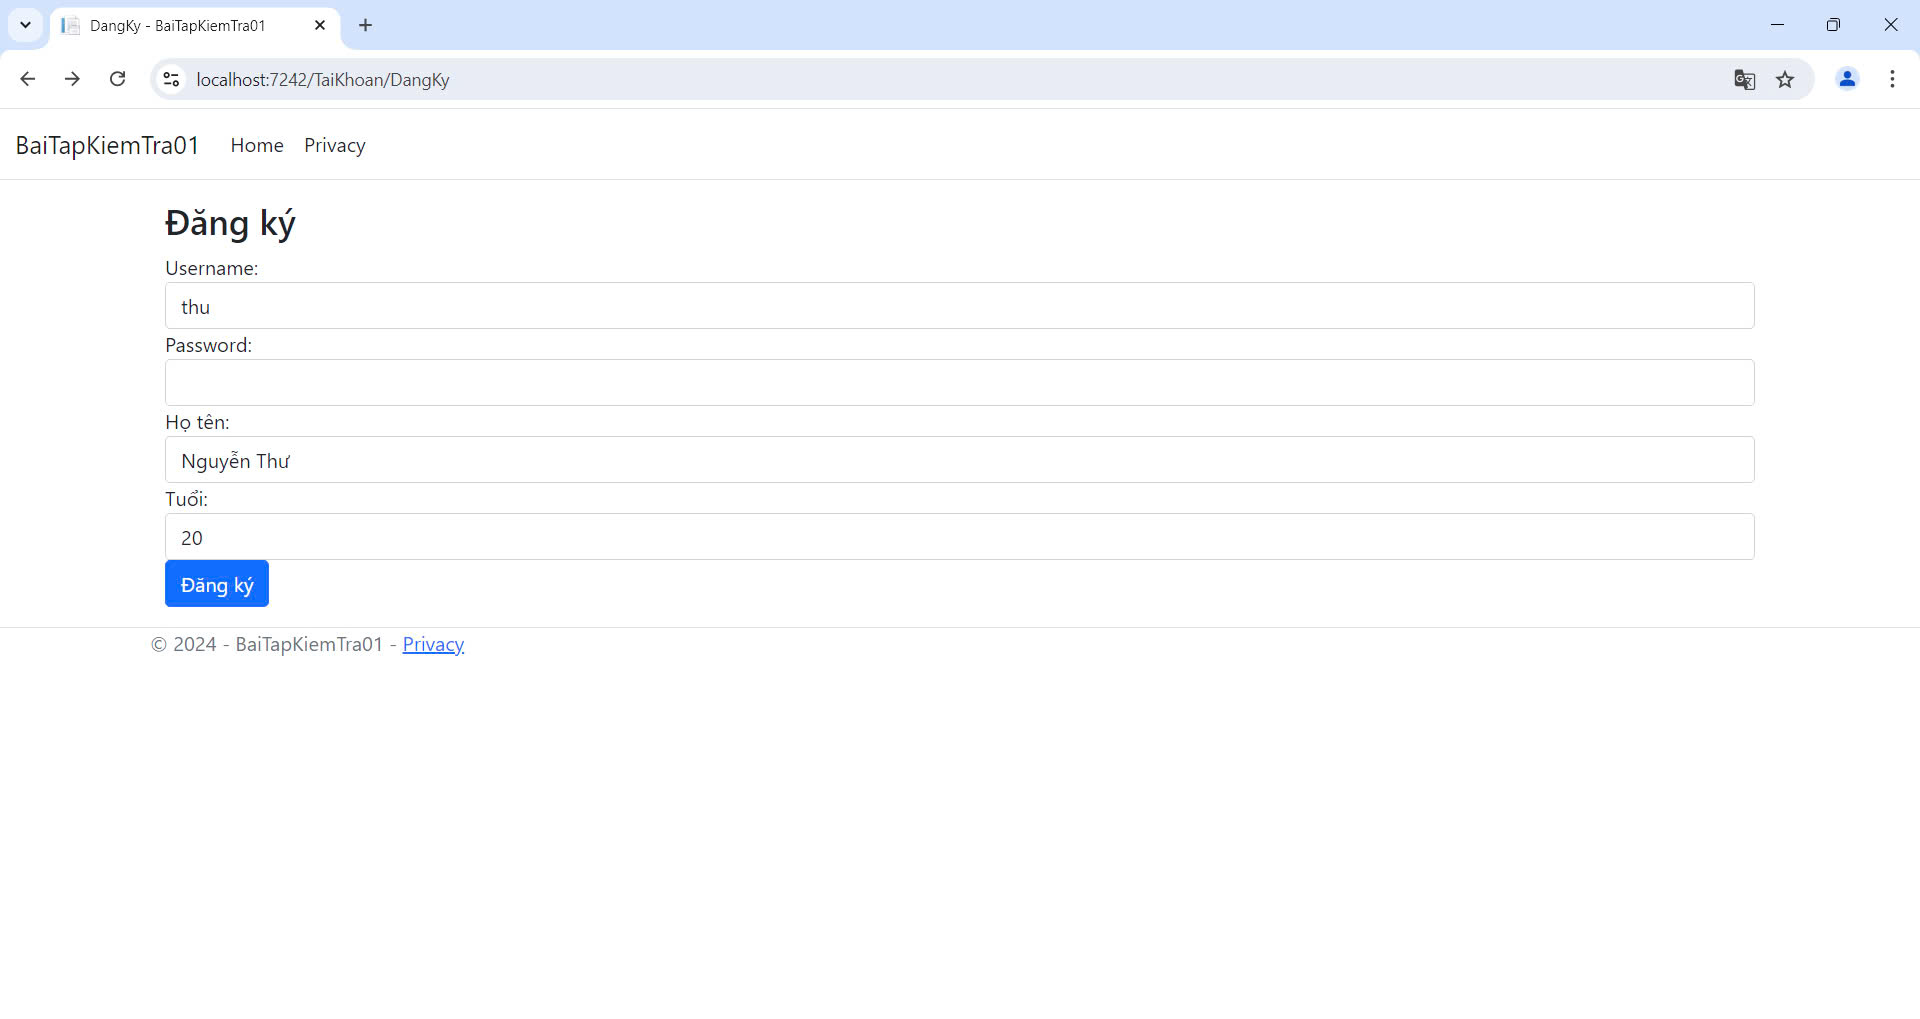 DangKy - BaiTapKiemTra01
localhost:7242/TaiKhoan/DangKy
BaiTapKiemTra01 Home Privacy
Đăng ký
Username:
thu
Password:
Họ tên:
Nguyễn Thư
Tuổi:
20
Đăng ký
© 2024 - BaiTapKiemTra01 - Privacy